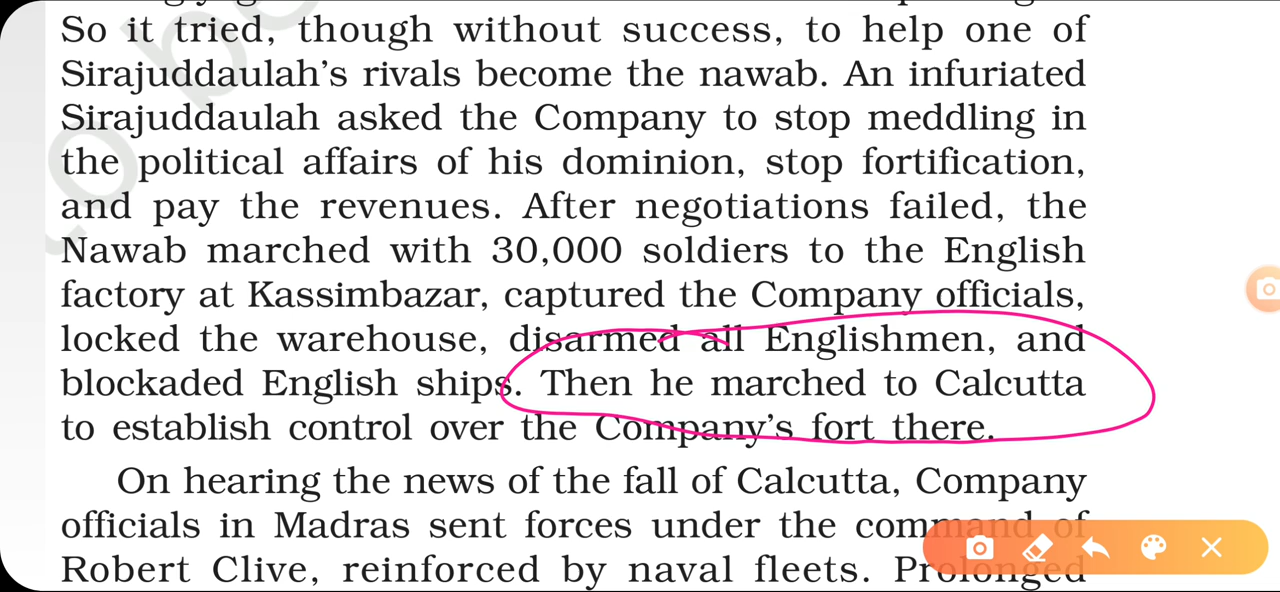 So it tried, though without success, to help one of
Sirajuddaulah’s rivals become the nawab. An infuriated
Sirajuddaulah asked the Company to stop meddling in
the political affairs of his dominion, stop fortification,
and pay the revenues. After negotiations failed, the
Nawab marched with 30,000 soldiers to the English
factory at Kassimbazar, captured the Company officials,
locked the warehouse, disarmed all Englishmen, and
blockaded English ships. Then he marched to Calcutta
to establish control over the Company’s fort there.
On hearing the news of the fall of Calcutta, Company
officials in Madras sent forces under the command of
Robert Clive, reinforced by naval fleets. Prolonged